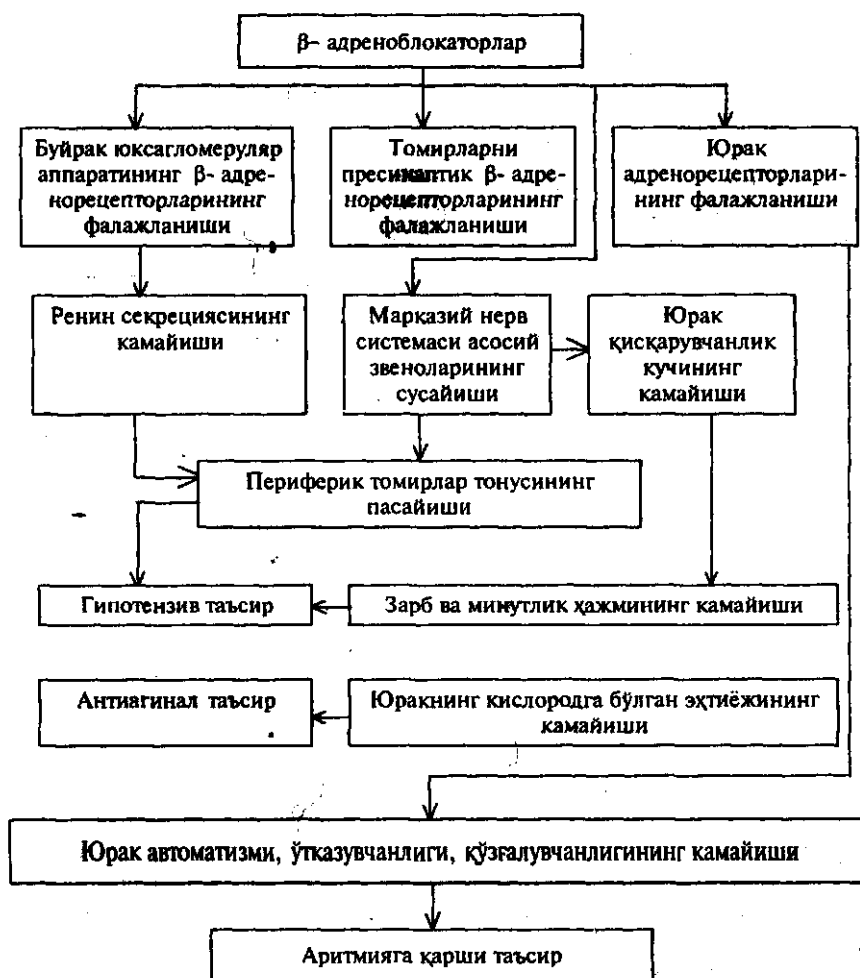 β- адреноблокаторлар
Буйрак юксагломеруляр
аппаратининг β- адре-
норецепторларининг
фалажланиши
Томирларни
пресинаптик β- адре-
норецепторларининг
фалажланиши
Юрак
адренорецепторлари-
нинг фалажланиши
Ренин секрециясининг
камайиши
Марқазий нерв
системаси асосий
звеноларининг
сусайиши
Юрак
қисқарувчанлик
кучининг
камайиши
Периферик томирлар тонусининг
пасайиши
Гипотензив таъсир
Зарб ва минутлик ҳажмининг камайиши
Антиагинал таъсир
Юракнинг кислородга бўлган эҳтиёжининг
камайиши
Юрак автоматизми, ўтказувчанлиги, қўзғалувчанлигининг камайиши
Аритмияга қарши таъсир